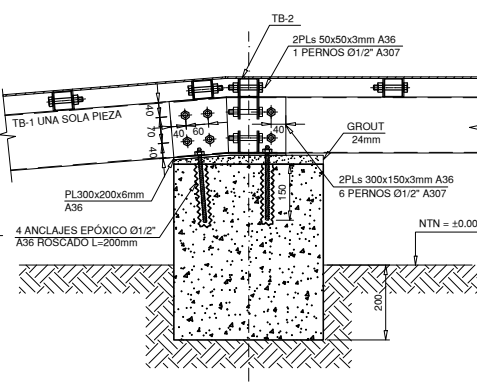 TB-2
2PLs 50x50x3mm A36
1 PERNOS Ø1/2" A307
TB-1 UNA SOLA PIEZA
40
70
40
40
60
40
GROUT
24mm
PL300x200x6mm
A36
2PLs 300x150x3mm A36
6 PERNOS Ø1/2" A307
150
4 ANCLAJES EPÓXICO Ø1/2"
A36 ROSCADO L=200mm
NTN = ±0.00
200